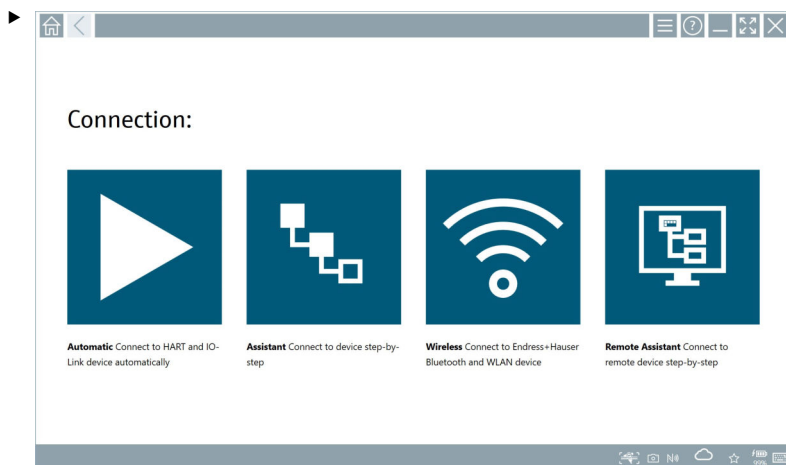 Connection:
Automatic Connect to HART and IO-
Link device automatically
Assistant Connect to device step-by-
step
Wireless Connect to Endress+Hauser
Bluetooth and WLAN device
Remote Assistant Connect to
remote device step-by-step
99%